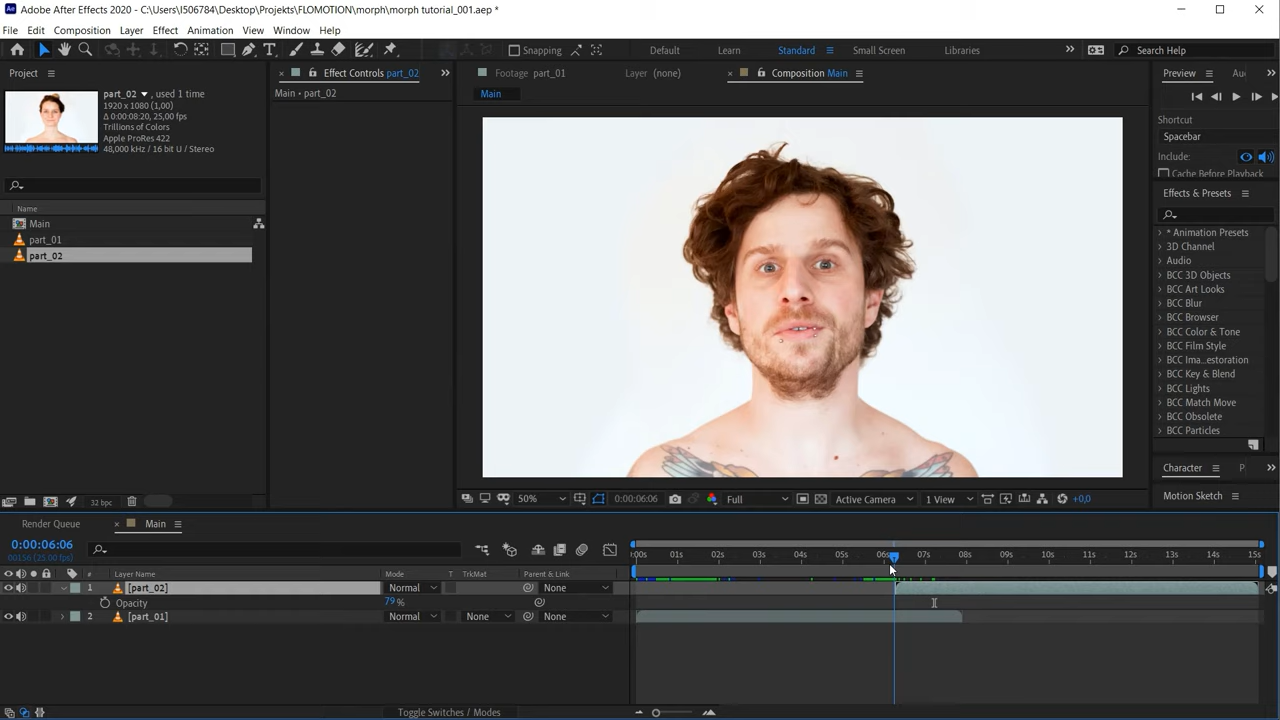 Adobe After Effects 2020 - C:\Users\!506784\Desktop\Projekts\FLOMOTION\morph\morph tutorial_001.aep *
File Edit Composition Layer Effect Animation View Window Help
Snapping Default Learn Standard Small Screen Libraries Search Help
Project
part_02 , used 1 time
1920 x 1080 (1,00)
Δ 0:00:08:20, 25,00 fps
Trillions of Colors
Apple ProRes 422
48,000 kHz / 16 bit U / Stereo
Name
Main
part_01
part_02
32 bpc
Effect Controls part_02
Main • part_02
Footage part_01 Layer (none) Composition Main
Main
50% 0:00:06:06 Full Active Camera 1 View +0,0
Preview Au
Shortcut
Spacebar
Include:
Cache Before Playback
Effects & Presets
* Animation Presets
3D Channel
Audio
BCC 3D Objects
BCC Art Looks
BCC Blur
BCC Browser
BCC Color & Tone
BCC Film Style
BCC Ima...estoration
BCC Key & Blend
BCC Lights
BCC Match Move
BCC Obsolete
BCC Particles
Character P
Motion Sketch
Render Queue Main
0:00:06:06
00156 (25.00 fps)
:00s 01s 02s 03s 04s 05s 06s 07s 08s 09s 10s 11s 12s 13s 14s 15s
# Layer Name Mode T TrkMat Parent & Link
1 [part_02] Normal None
Opacity 79 %
2 [part_01] Normal None None
Toggle Switches / Modes